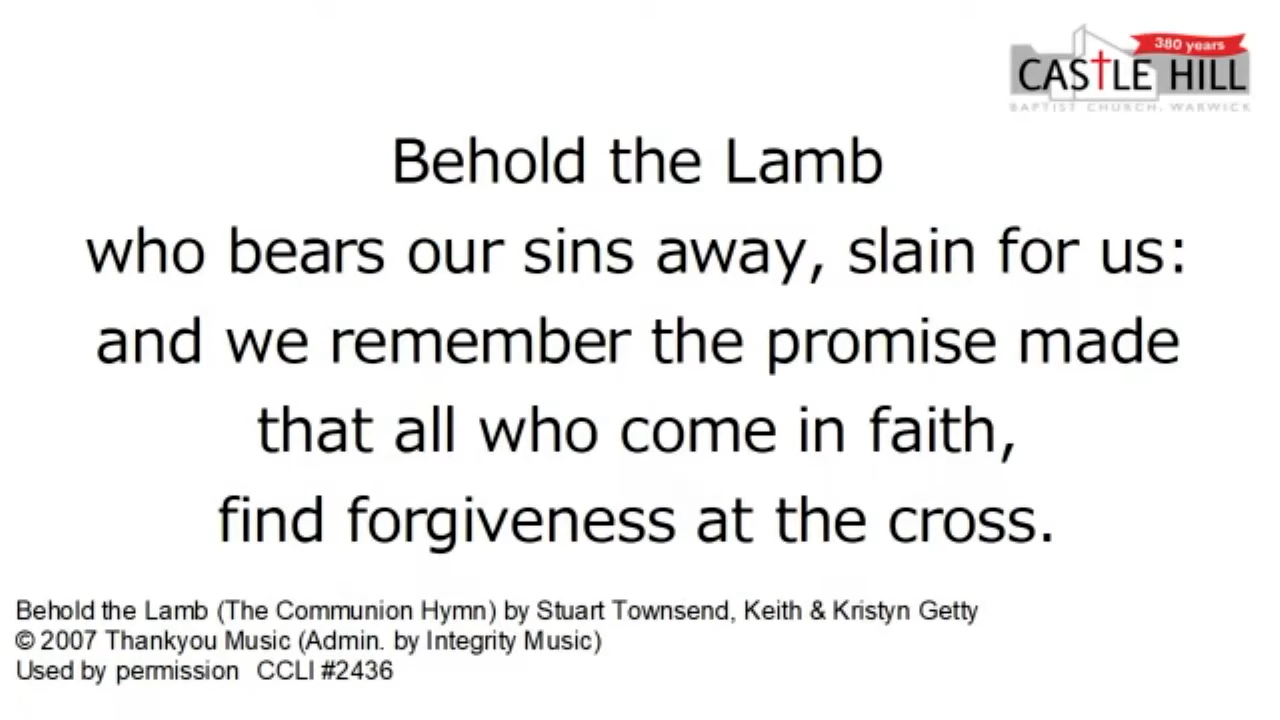 380 years
CASTLE HILL
BAPTIST CHURCH, WARWICK
Behold the Lamb
who bears our sins away, slain for us:
and we remember the promise made
that all who come in faith,
find forgiveness at the cross.
Behold the Lamb (The Communion Hymn) by Stuart Townsend, Keith & Kristyn Getty
© 2007 Thankyou Music (Admin. by Integrity Music)
Used by permission CCLI #2436